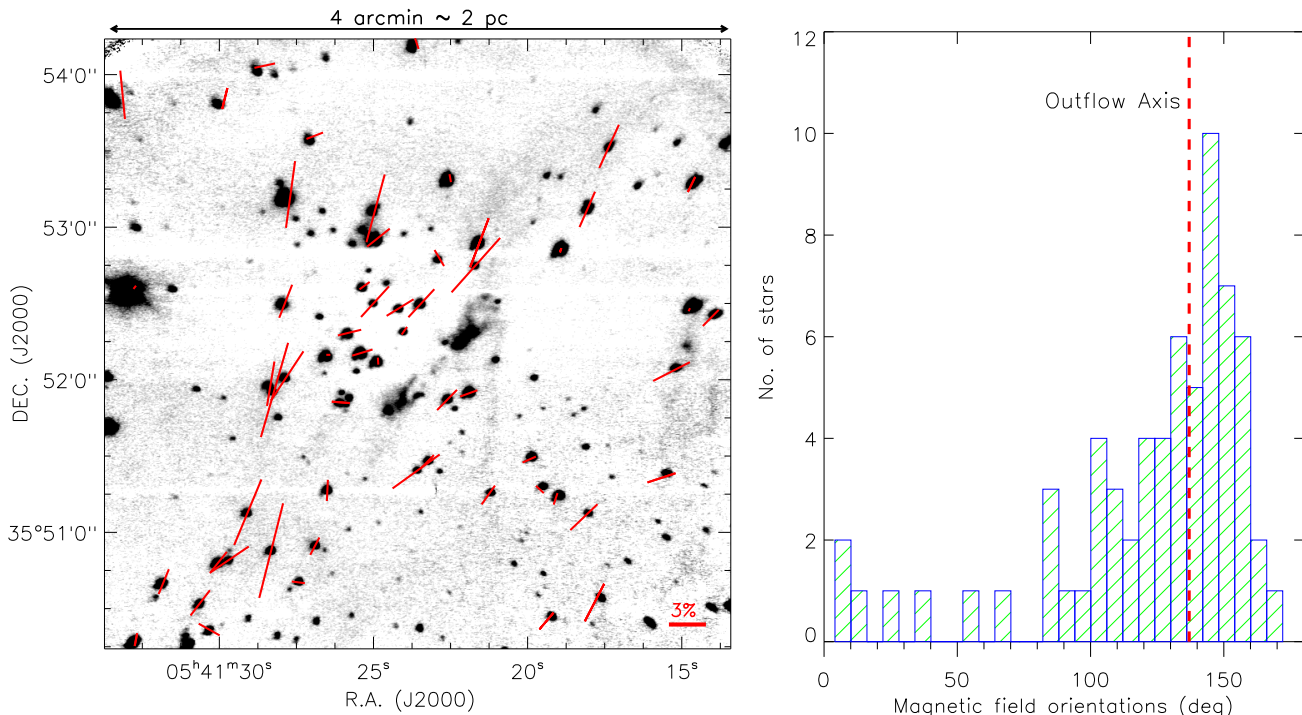 4 arcmin ~ 2 pc
54'0"
53'0"
52'0"
35°51'0"
DEC. (J2000)
3%
05ʰ41ᵐ30ˢ
25ˢ
20ˢ
15ˢ
R.A. (J2000)
12
10
8
6
4
2
0
No. of stars
Outflow Axis
0
50
100
150
Magnetic field orientations (deg)